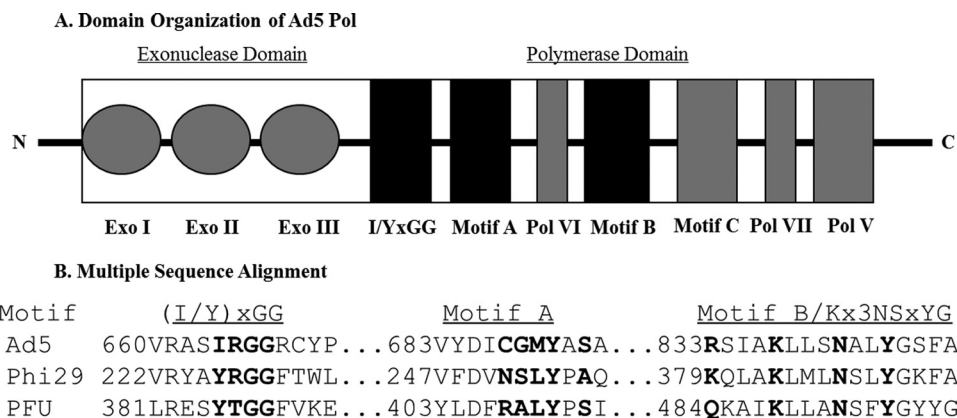 A. Domain Organization of Ad5 Pol
Exonuclease Domain Polymerase Domain
N C
Exo I Exo II Exo III I/YxGG Motif A Pol VI Motif B Motif C Pol VII Pol V
B. Multiple Sequence Alignment
Motif (I/Y)xGG Motif A Motif B/Kx3NSxYG
Ad5 660VRASIRGGRCYP...683VYDICGMYASA...833RSIAKLLSNALYGSFA
Phi29 222VRYAYRGGFTWL...247VFDVNSLYPAQ...379KQLAKLMLNSLYGKFA
PFU 381LRESYTGGFVKE...403YLDFRALYPSI...484QKAIKLLANSFYGYYG